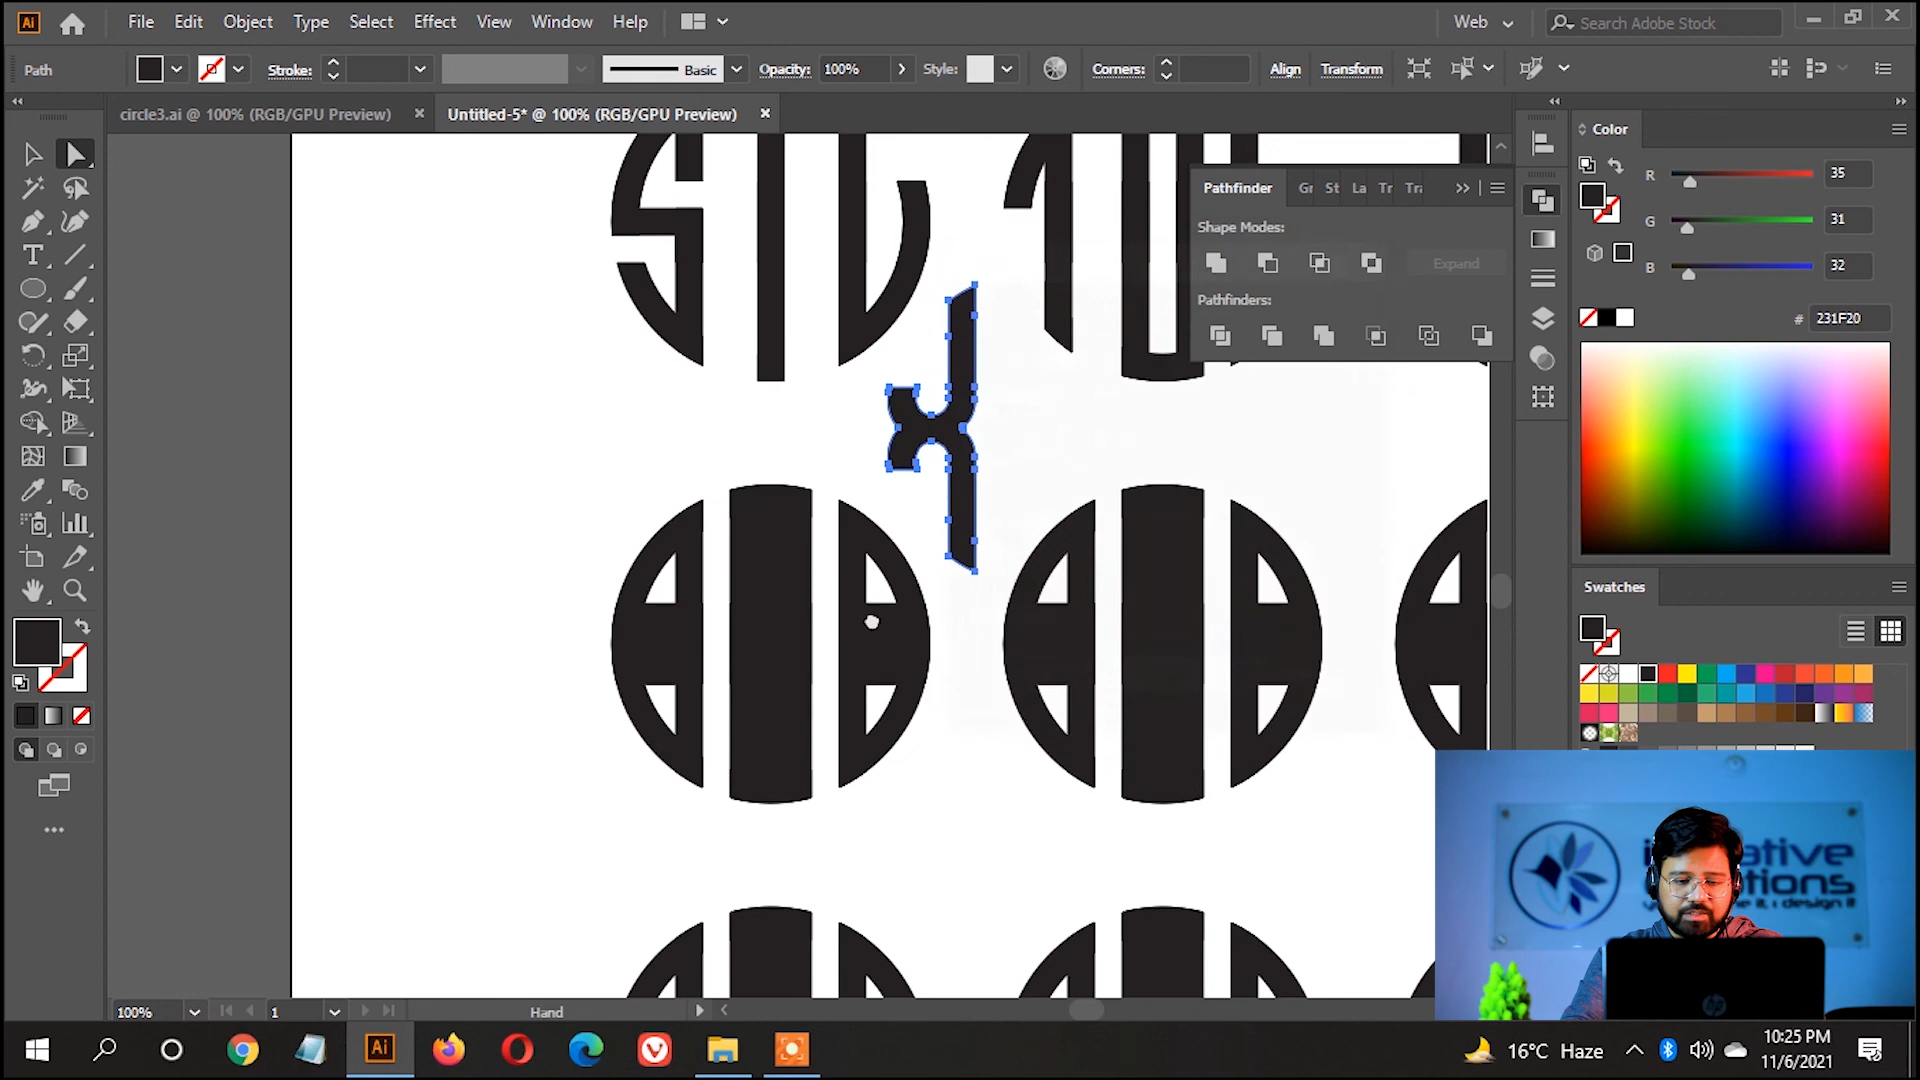 Ai File Edit Object Type Select Effect View Window Help Web Search Adobe Stock
Path Stroke: Basic Opacity: 100% Style: Corners: Align Transform
circle3.ai @ 100% (RGB/GPU Preview) Untitled-5* @ 100% (RGB/GPU Preview)
Color
R 35
G 31
B 32
# 231F20
Pathfinder Gr St La Tr Tra
Shape Modes:
Expand
Pathfinders:
Swatches
100% 1 Hand
Ai 16°C Haze
10:25 PM
11/6/2021